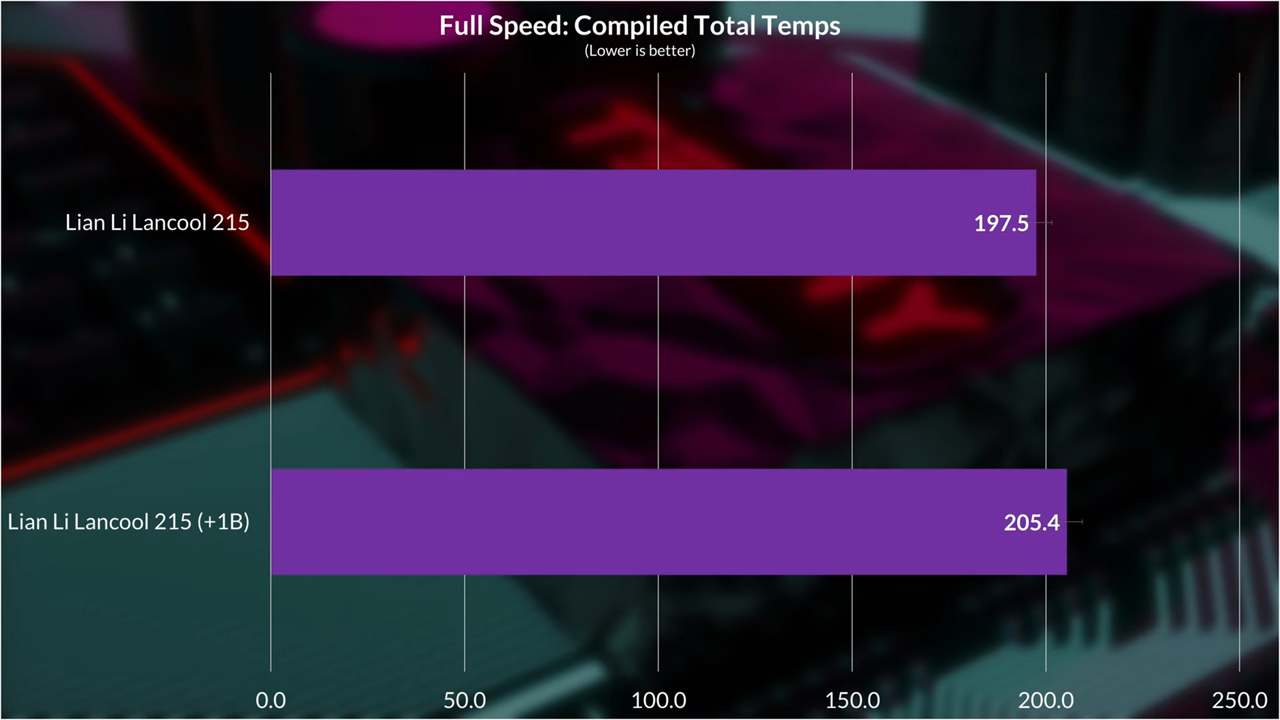 Full Speed: Compiled Total Temps
(Lower is better)
Lian Li Lancool 215
197.5
Lian Li Lancool 215 (+1B)
205.4
0.0 50.0 100.0 150.0 200.0 250.0